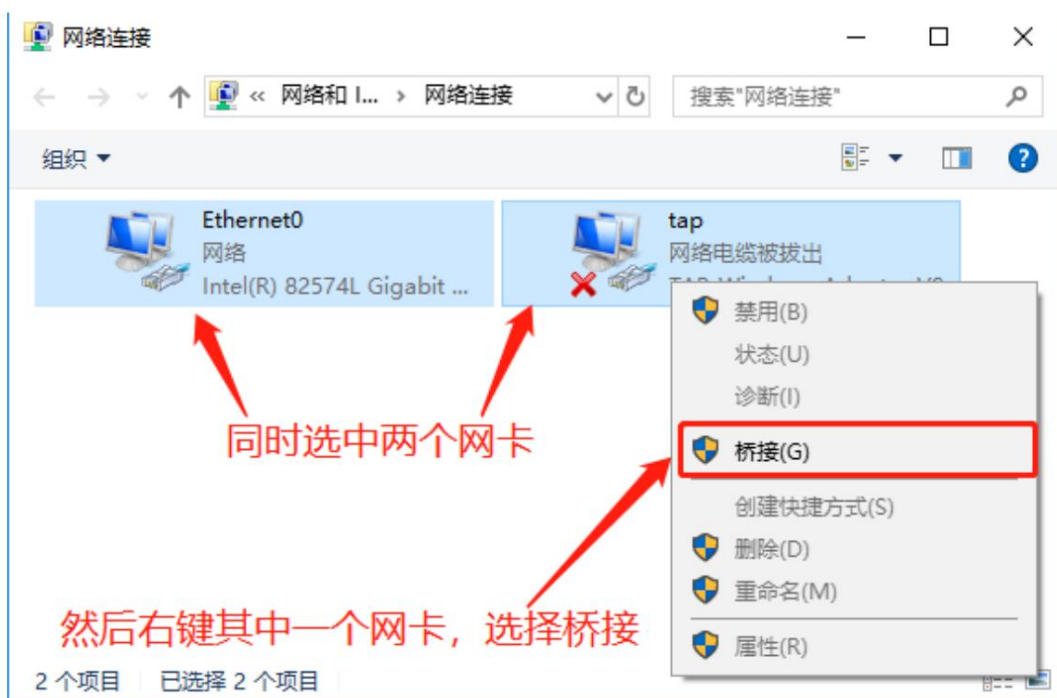 网络连接
« 网络和 I... › 网络连接
搜索"网络连接"
组织
Ethernet0
网络
Intel(R) 82574L Gigabit ...
tap
网络电缆被拔出
禁用(B)
状态(U)
诊断(I)
桥接(G)
创建快捷方式(S)
删除(D)
重命名(M)
属性(R)
同时选中两个网卡
然后右键其中一个网卡，选择桥接
2 个项目
已选择 2 个项目